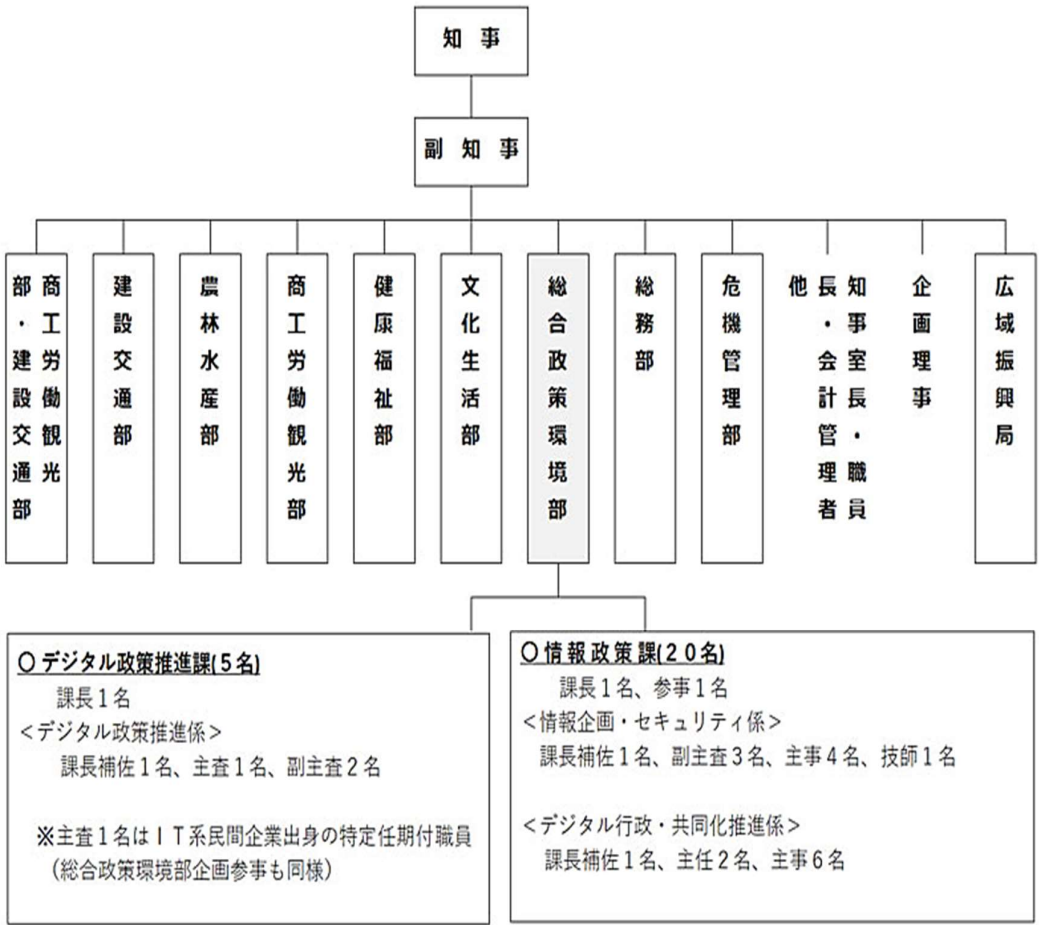 知事
副知事
商工労働観光
部・建設交通部
建設交通部
農林水産部
商工労働観光部
健康福祉部
文化生活部
総合政策環境部
総務部
危機管理部
知事室長・職員
長・会計管理者
他
企画理事
広域振興局
〇デジタル政策推進課(5名)
課長1名
<デジタル政策推進係>
課長補佐1名、主査1名、副主査2名
※主査1名はIT系民間企業出身の特定任期付職員
(総合政策環境部企画参事も同様)
〇情報政策課(20名)
課長1名、参事1名
<情報企画・セキュリティ係>
課長補佐1名、副主査3名、主事4名、技師1名
<デジタル行政・共同化推進係>
課長補佐1名、主任2名、主事6名